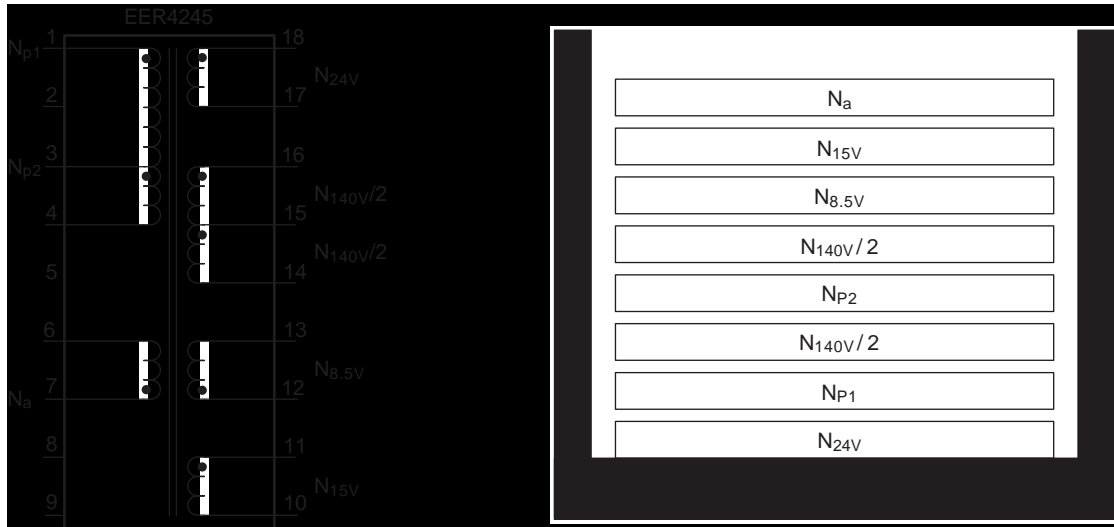 EER4245
Np1
1
2
3
Np2
4
5
6
7
Na
8
9
18
N24V
17
16
N140V/2
15
N140V/2
14
13
N8.5V
12
11
N15V
10
Na
N15V
N8.5V
N140V/2
NP2
N140V/2
NP1
N24V